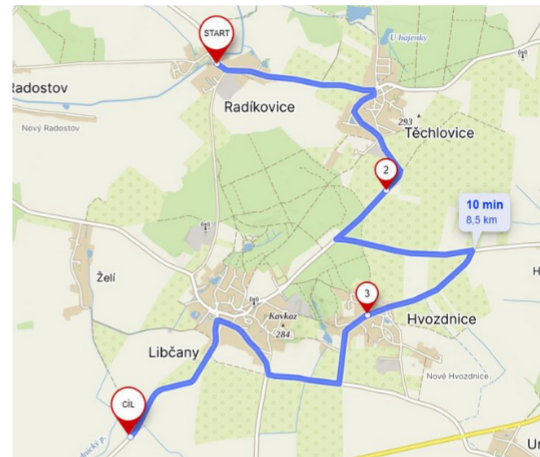 START
U hájenky
Radostov
Radíkovice
293
Těchlovice
Nový Radostov
2
10 min
8,5 km
Želí
3
H
Kavkaz
284
Hvozdnice
Libčany
Nové Hvozdnice
CÍL
Ur